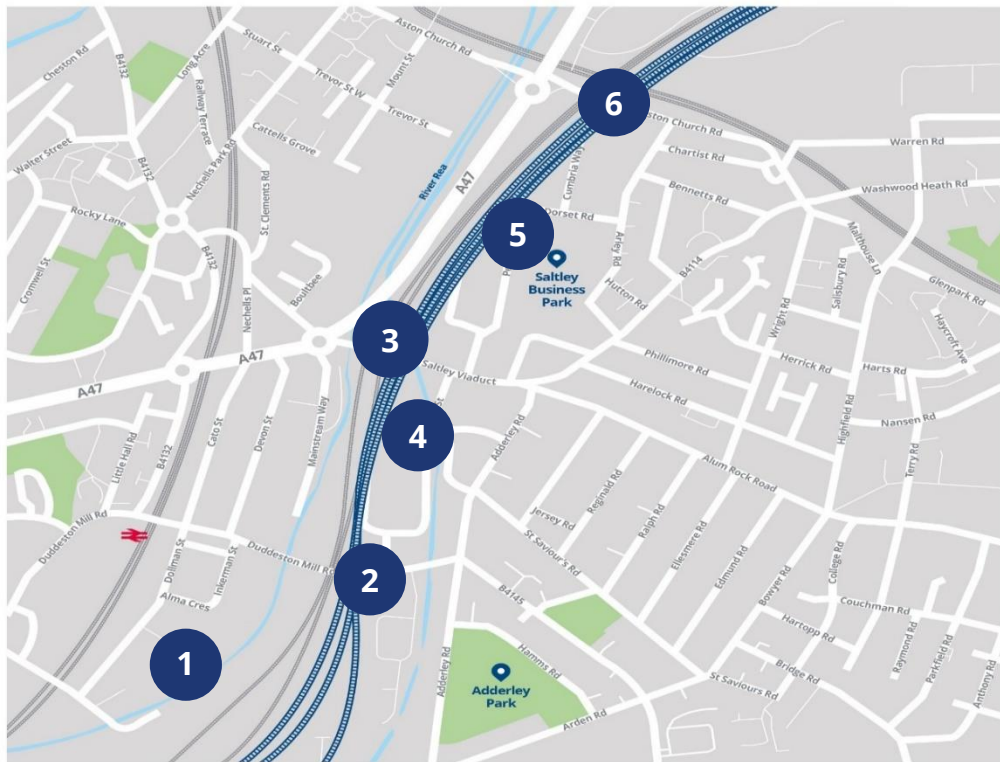 Cheston Rd
B4132
Long Acre
Stuart St
Aston Church Rd
Mount St
Railway Terrace
Trevor St W
Trevor St
Cattells Grove
Walter Street
Nechells Park Rd
B4132
River Rea
A47
6
Aston Church Rd
Chartist Rd
Warren Rd
Cumbria Way
Bennetts Rd
Washwood Heath Rd
St. Clements Rd
Rocky Lane
B4132
Dorset Rd
5
Arley Rd
Malthouse Ln
Cromwell St
Boultbee
Saltley
Business
Park
B4114
Hutton Rd
Salisbury Rd
Glenpark Rd
Nechells Pl
Wright Rd
Haycroft Ave
3
A47
A47
Saltley Viaduct
Phillimore Rd
Herrick Rd
Harts Rd
Harelock Rd
Highfield Rd
Nansen Rd
4
Adderley Rd
Little Hall Rd
B4132
Cato St
Devon St
Mainstream Way
Alum Rock Road
Terry Rd
Reginald Rd
Jersey Rd
Ralph Rd
Ellesmere Rd
Edmund Rd
Duddeston Mill Rd
Dollman St
Inkerman St
Duddeston Mill Rd
St Saviour's Rd
Bowyer Rd
College Rd
2
Alma Cres
B4145
Couchman Rd
Hartopp Rd
Raymond Rd
Parkfield Rd
Anthony Rd
1
Adderley Rd
Hamms Rd
Adderley
Park
Bridge Rd
St Saviours Rd
Arden Rd